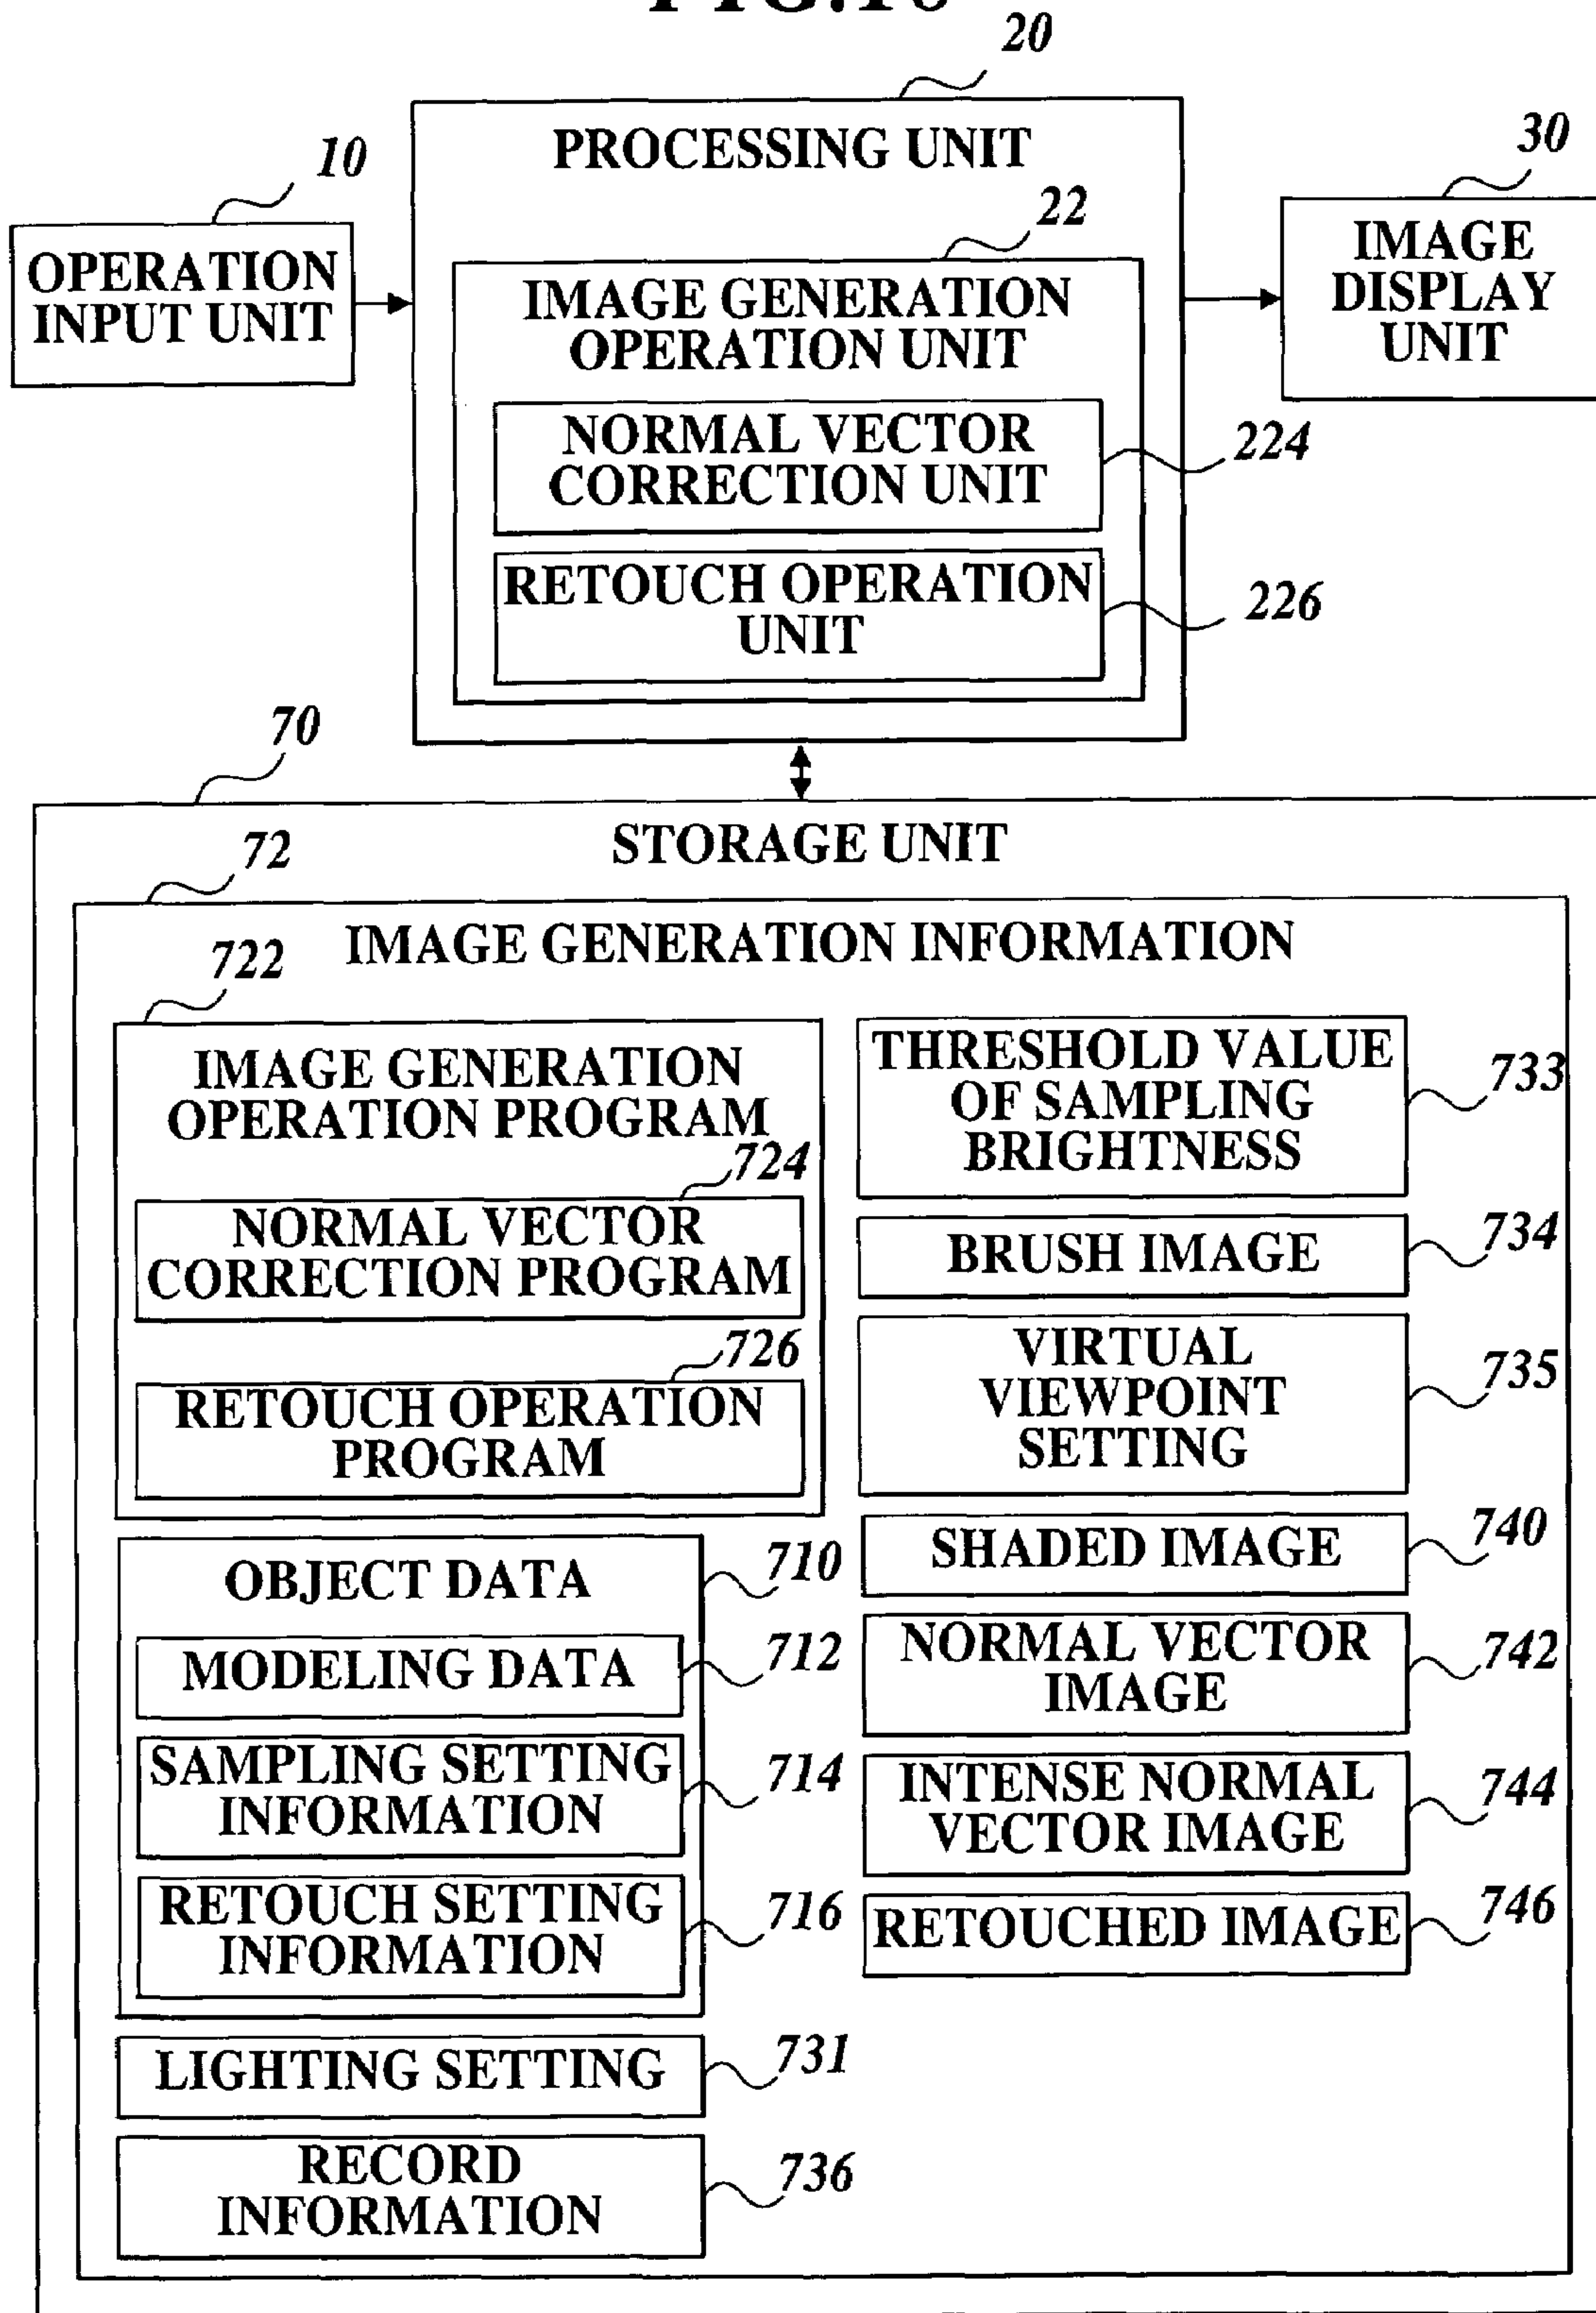 20
PROCESSING UNIT
10
30
22
OPERATION
INPUT UNIT
IMAGE GENERATION
OPERATION UNIT
IMAGE
DISPLAY
UNIT
NORMAL VECTOR
CORRECTION UNIT
224
RETOUCH OPERATION
UNIT
226
70
STORAGE UNIT
72
IMAGE GENERATION INFORMATION
722
IMAGE GENERATION
OPERATION PROGRAM
724
NORMAL VECTOR
CORRECTION PROGRAM
726
RETOUCH OPERATION
PROGRAM
OBJECT DATA
710
MODELING DATA
712
SAMPLING SETTING
INFORMATION
714
RETOUCH SETTING
INFORMATION
716
LIGHTING SETTING
731
RECORD
INFORMATION
736
THRESHOLD VALUE
OF SAMPLING
BRIGHTNESS
733
BRUSH IMAGE
734
VIRTUAL
VIEWPOINT
SETTING
735
SHADED IMAGE
740
NORMAL VECTOR
IMAGE
742
INTENSE NORMAL
VECTOR IMAGE
744
RETOUCHED IMAGE
746